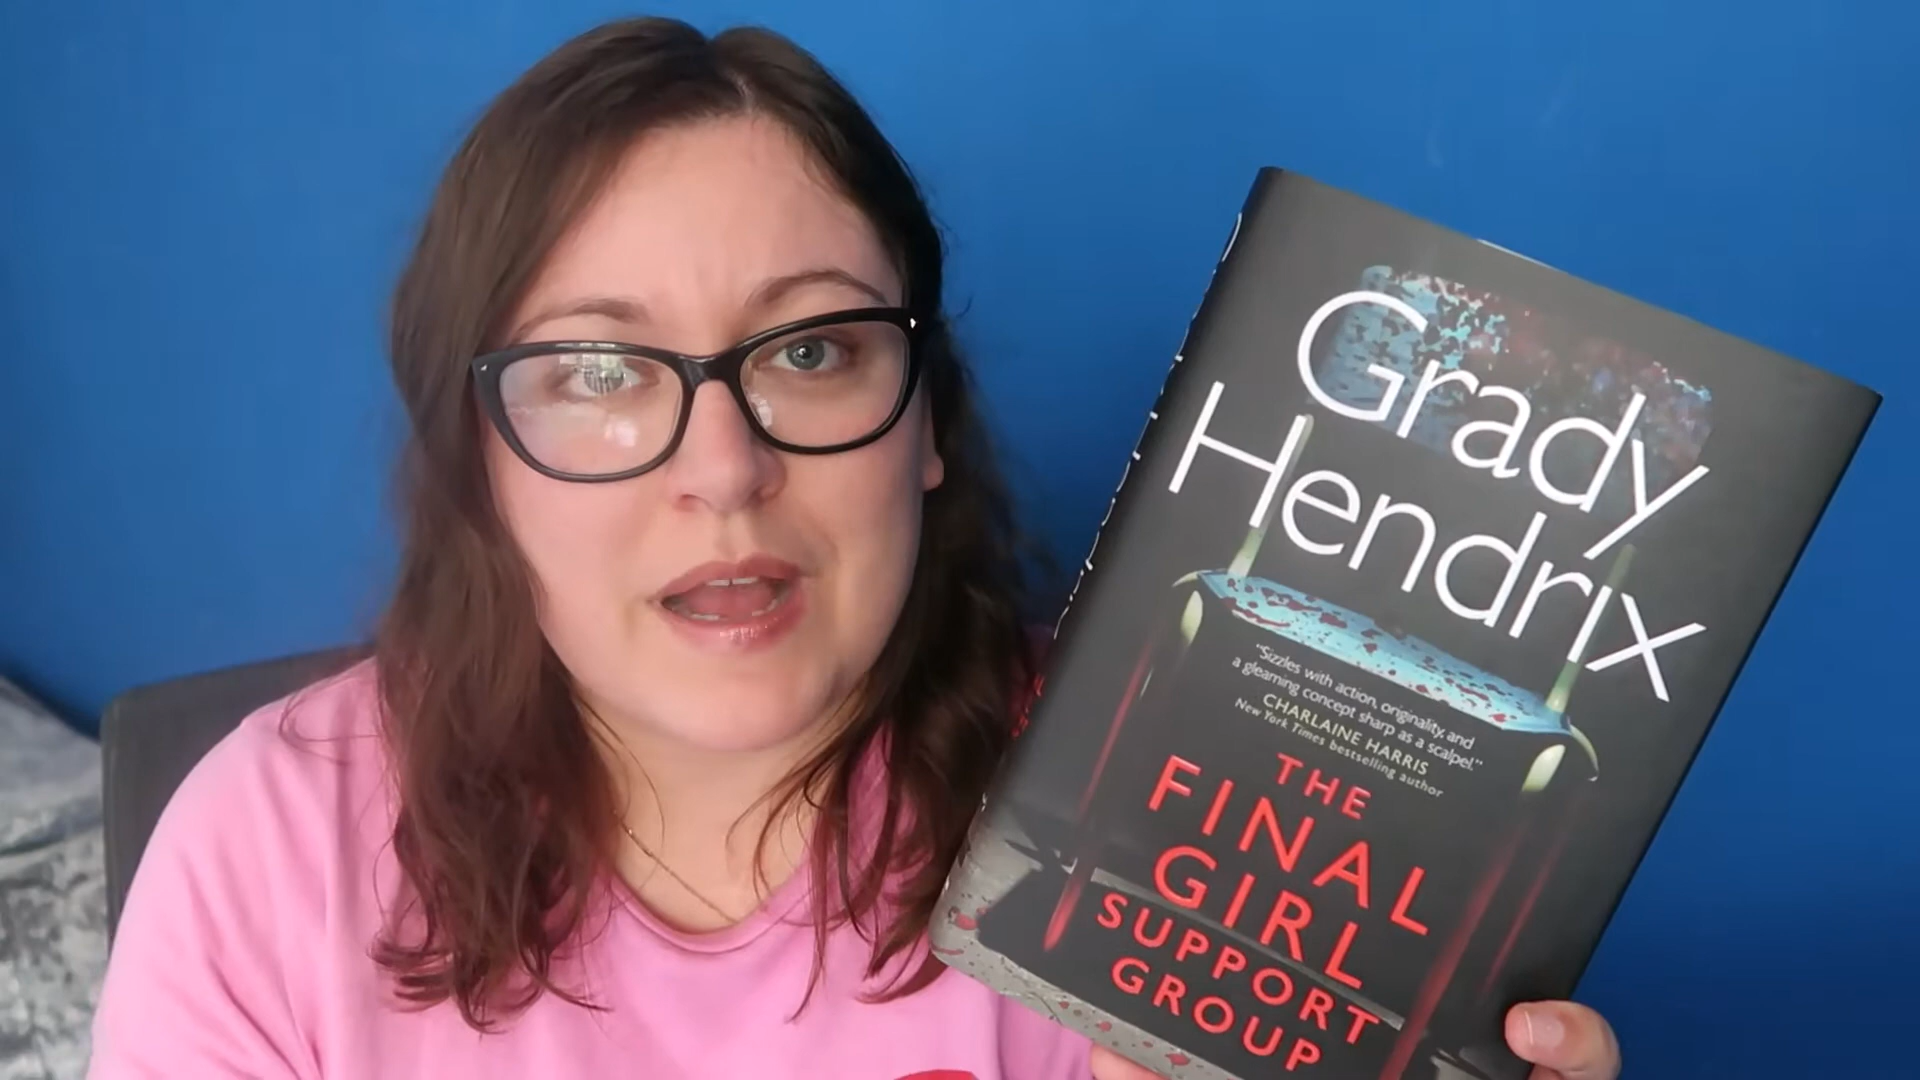 Grady
Hendrix
"Sizzles with action, originality, and
a gleaming concept sharp as a scalpel."
CHARLAINE HARRIS
New York Times bestselling author
THE
FINAL
GIRL
SUPPORT
GROUP